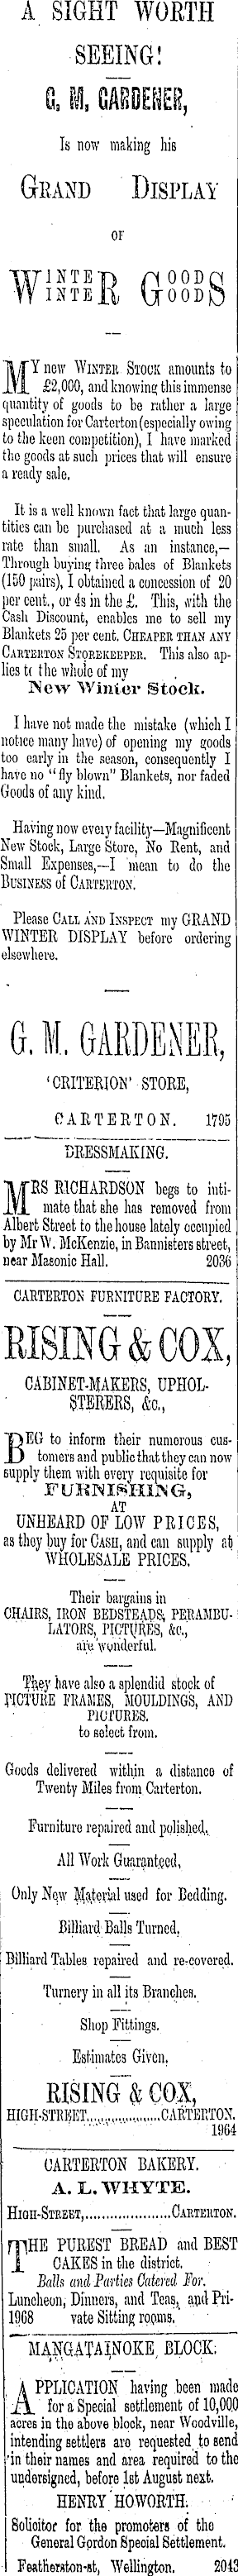 A SIGHT WORTH
SEEING!
G. M. GARDENER,
Is now making his
GRAND DISPLAY
OF
WINTER GOODS
WINTER GOODS
MY new WINTER STOCK amounts to
£2,000, and knowing this immense
quantity of goods to be rather a large
speculation for Carterton (especially owing
to the keen competition), I have marked
the goods at such prices that will ensure
a ready sale.
It is a well known fact that large quan-
tities can be purchased at a much less
rate than small. As an instance,—
Through buying three bales of Blankets
(150 pairs), I obtained a concession of 20
per cent., or 4s in the £. This, with the
Cash Discount, enables me to sell my
Blankets 25 per cent. CHEAPER THAN ANY
CARTERTON STOREKEEPER. This also ap-
lies to the whole of my
New Winter Stock.
I have not made the mistake (which I
notice many have) of opening my goods
too early in the season, consequently I
have no "fly blown" Blankets, nor faded
Goods of any kind.
Having now every facility—Magnificent
New Stock, Large Store, No Rent, and
Small Expenses,—I mean to do the
BUSINESS of CARTERTON.
Please CALL AND INSPECT my GRAND
WINTER DISPLAY before ordering
elsewhere.
G. M. GARDENER,
'CRITERION' STORE,
CARTERTON. 1795
DRESSMAKING.
MRS RICHARDSON begs to inti-
mate that she has removed from
Albert Street to the house lately occupied
by Mr W. McKenzie, in Bannisters street,
near Masonic Hall. 2036
CARTERTON FURNITURE FACTORY.
RISING & COX,
CABINET-MAKERS, UPHOL-
STERERS, &c.,
BEG to inform their numerous cus-
tomers and public that they can now
supply them with every requisite for
FURNISHING,
AT
UNHEARD OF LOW PRICES,
as they buy for CASH, and can supply at
WHOLESALE PRICES.
Their bargains in
CHAIRS, IRON BEDSTEADS, PERAMBU-
LATORS, PICTURES, &c.,
are wonderful.
They have also a splendid stock of
PICTURE FRAMES, MOULDINGS, AND
PICTURES.
to select from.
Goods delivered within a distance of
Twenty Miles from Carterton.
Furniture repaired and polished.
All Work Guaranteed,
Only New Material used for Bedding.
Billiard Balls Turned.
Billiard Tables repaired and re-covered.
Turnery in all its Branches.
Shop Fittings.
Estimates Given.
RISING & COX,
HIGH-STREET,..................CARTERTON.
1964
CARTERTON BAKERY.
A. L. WHYTE.
HIGH-STREET,.....................CARTERTON.
THE PUREST BREAD and BEST
CAKES in the district.
Balls and Parties Catered For.
Luncheon, Dinners, and Teas, and Pri-
1968 vate Sitting rooms.
MANGATAINOKE BLOCK.
APPLICATION having been made
for a Special settlement of 10,000
acres in the above block, near Woodville,
intending settlers are requested to send
in their names and area required to the
undersigned, before 1st August next.
HENRY HOWORTH.
Solicitor for the promoters of the
General Gordon Special Settlement.
Featherston-st, Wellington. 2043